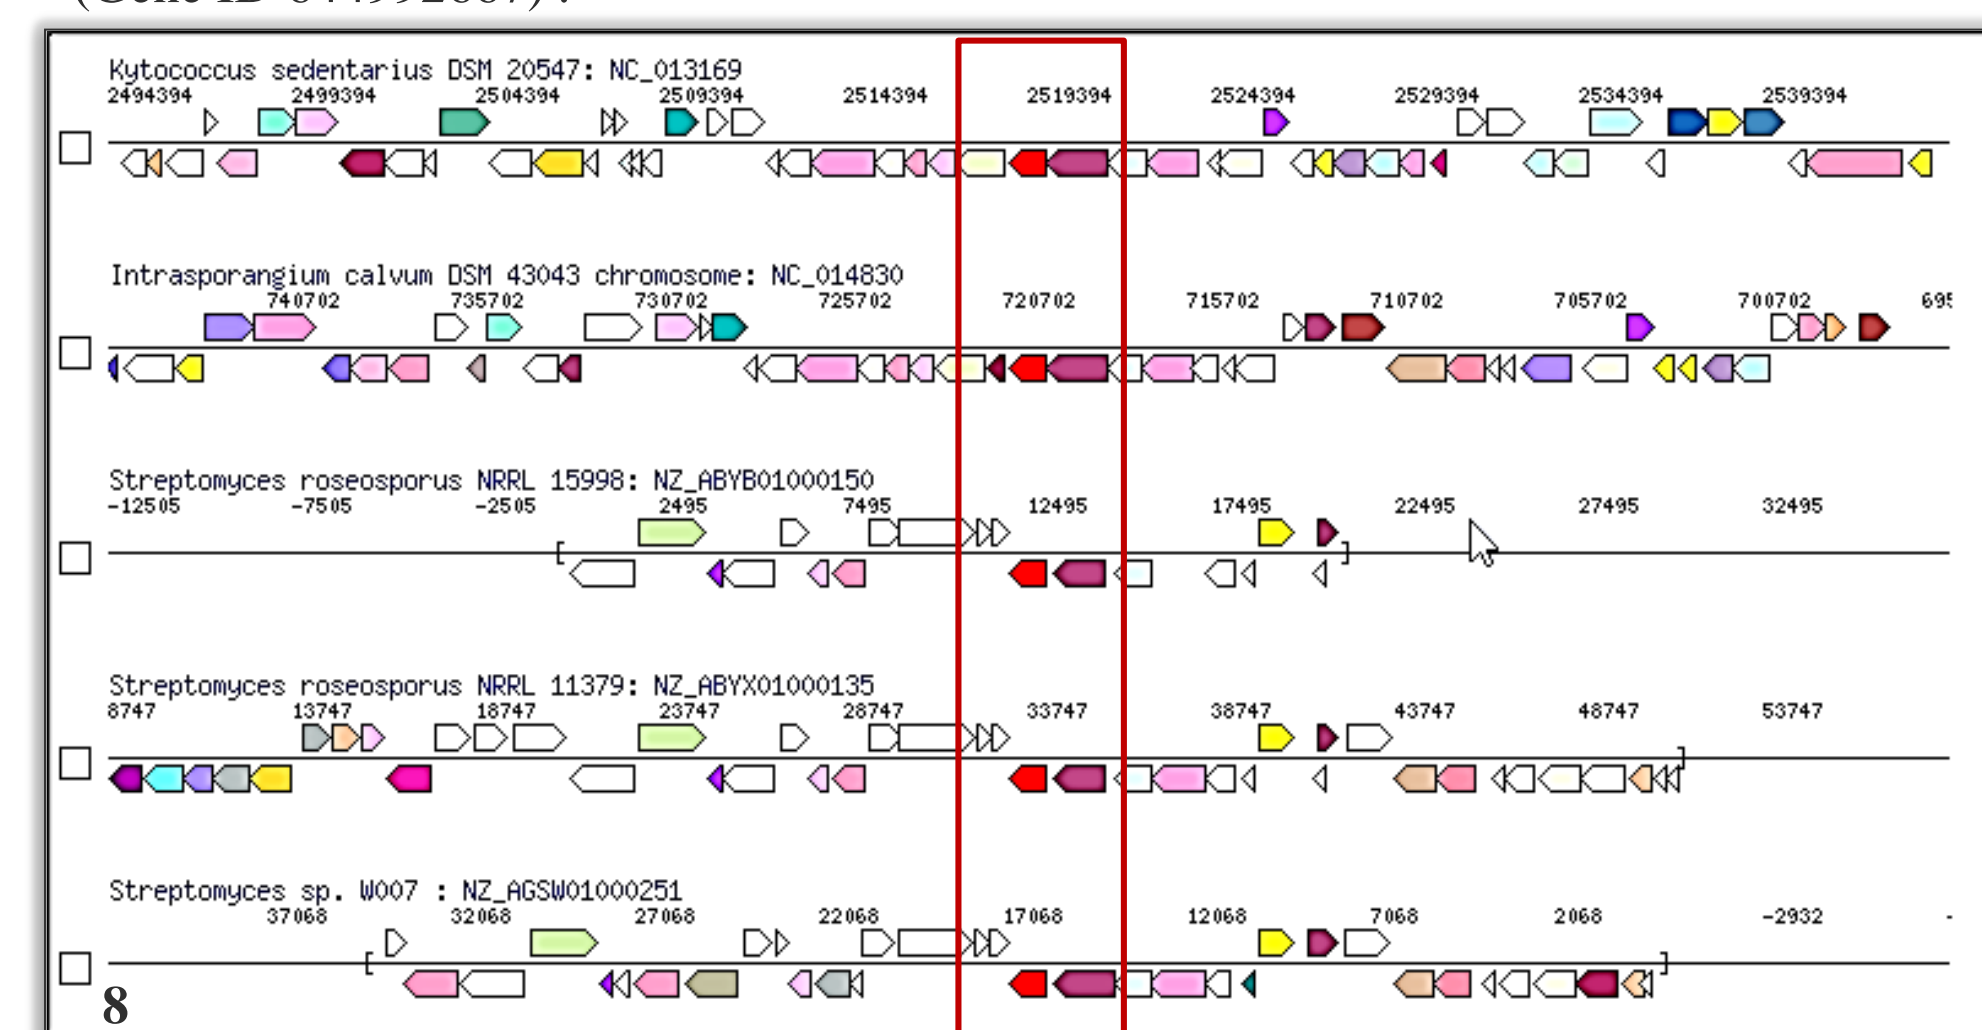 Kytococcus sedentarius DSM 20547: NC_013169
2494394 2499394 2504394 2509394 2514394 2519394 2524394 2529394 2534394 2539394
Intrasporangium calvum DSM 43043 chromosome: NC_014830
740702 735702 730702 725702 720702 715702 710702 705702 700702
Streptomyces roseosporus NRRL 15998: NZ_ABYB01000150
-12505 -7505 -2505 2495 7495 12495 17495 22495 27495 32495
Streptomyces roseosporus NRRL 11379: NZ_ABYX01000135
8747 13747 18747 23747 28747 33747 38747 43747 48747 53747
Streptomyces sp. W007 : NZ_AGSW01000251
37068 32068 27068 22068 17068 12068 7068 2068 -2932
8